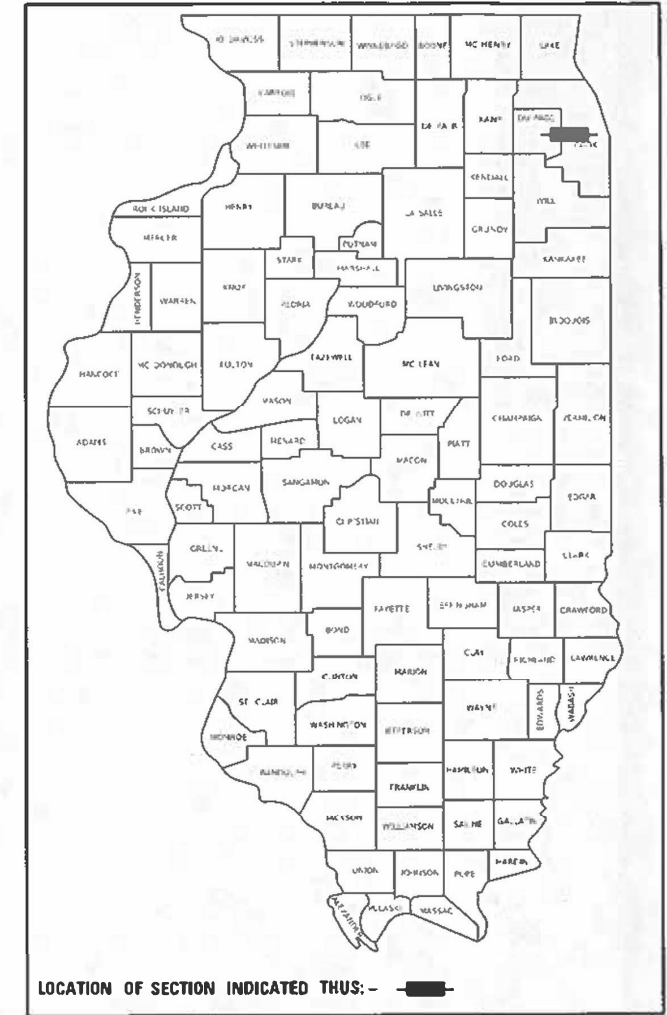 JO DAVIESS STEPHENSON WINNEBAGO BOONE MC HENRY LAKE
CARROLL OGLE DE KALB KANE DU PAGE
WHITESIDE LEE COOK
KENDALL WILL
ROCK ISLAND HENRY BUREAU LA SALLE
GRUNDY
MERCER PUTNAM
STARK MARSHALL KANKAKEE
HENDERSON WARREN KNOX PEORIA WOODFORD LIVINGSTON
IROQUOIS
HANCOCK MC DONOUGH FULTON TAZEWELL MC LEAN FORD
MASON
SCHUYLER LOGAN DE WITT CHAMPAIGN VERMILION
ADAMS BROWN CASS MENARD PIATT
MACON
MORGAN SANGAMON DOUGLAS EDGAR
PIKE SCOTT MOULTRIE
CHRISTIAN COLES
GREENE MACOUPIN SHELBY CLARK
CALHOUN MONTGOMERY CUMBERLAND
JERSEY FAYETTE EFFINGHAM JASPER CRAWFORD
MADISON BOND
CLAY RICHLAND LAWRENCE
CLINTON MARION
ST. CLAIR WAYNE EDWARDS WABASH
WASHINGTON JEFFERSON
MONROE
RANDOLPH PERRY HAMILTON WHITE
FRANKLIN
JACKSON WILLIAMSON SALINE GALLATIN
UNION JOHNSON POPE HARDIN
ALEXANDER PULASKI MASSAC
LOCATION OF SECTION INDICATED THUS:-